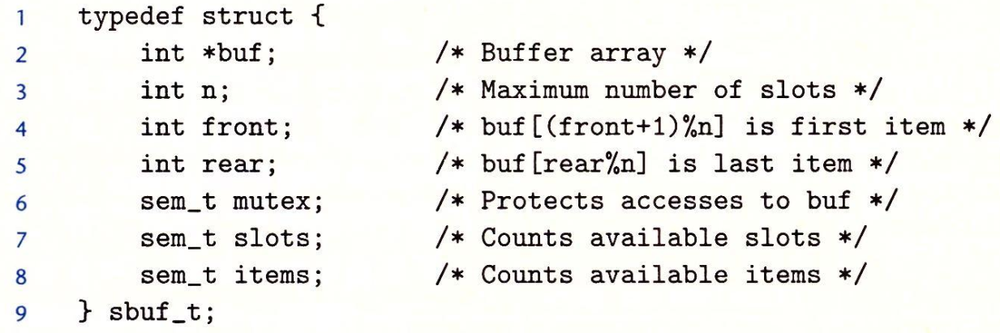 1 typedef struct {
2 int *buf; /* Buffer array */
3 int n; /* Maximum number of slots */
4 int front; /* buf[(front+1)%n] is first item */
5 int rear; /* buf[rear%n] is last item */
6 sem_t mutex; /* Protects accesses to buf */
7 sem_t slots; /* Counts available slots */
8 sem_t items; /* Counts available items */
9 } sbuf_t;